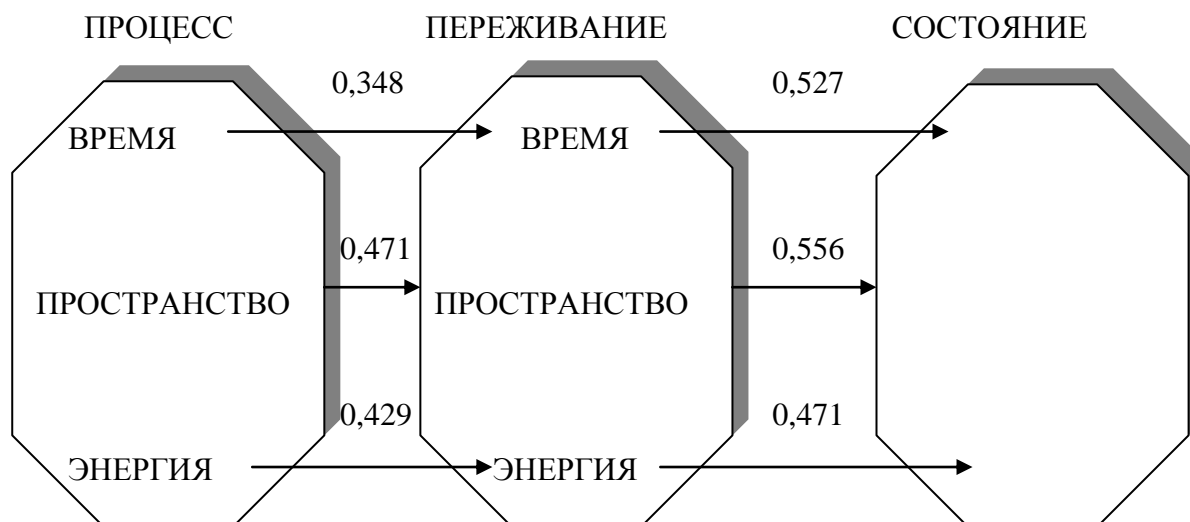 ПРОЦЕСС ПЕРЕЖИВАНИЕ СОСТОЯНИЕ
0,348 0,527
ВРЕМЯ ВРЕМЯ
0,471 0,556
ПРОСТРАНСТВО ПРОСТРАНСТВО
0,429 0,471
ЭНЕРГИЯ ЭНЕРГИЯ